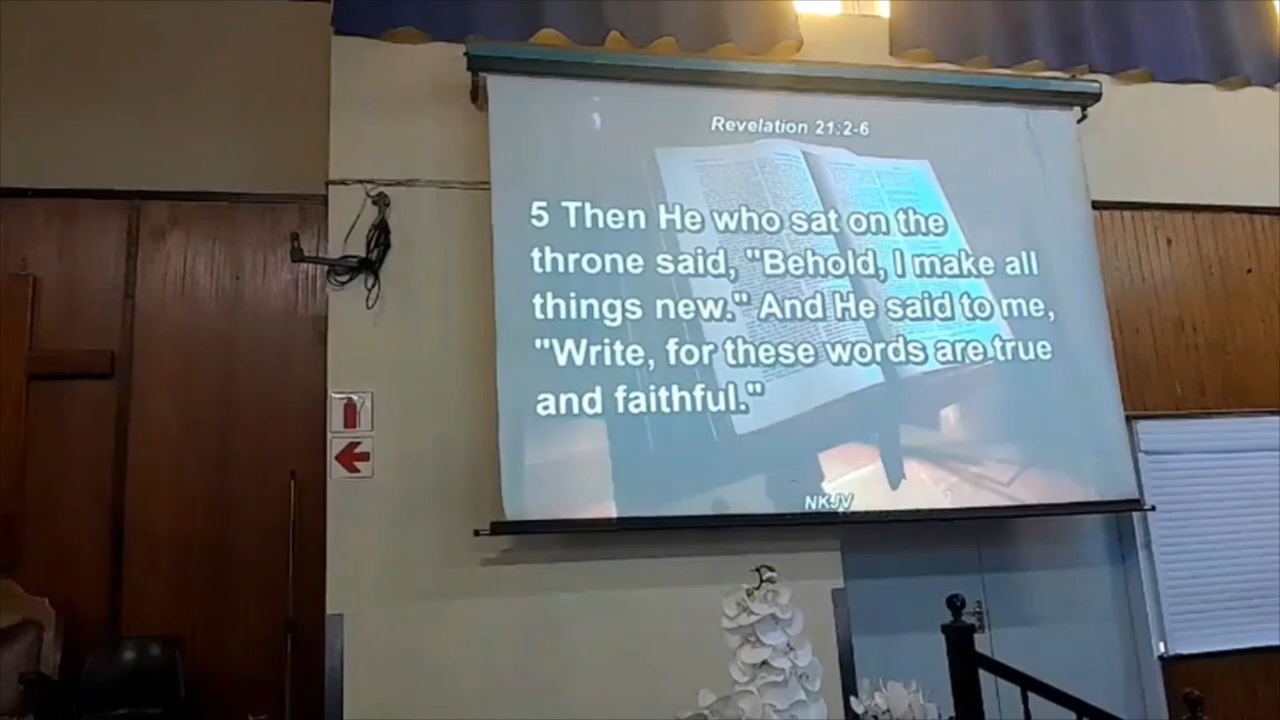 Revelation 21:2-6
5 Then He who sat on the
throne said, "Behold, I make all
things new." And He said to me,
"Write, for these words are true
and faithful."
NKJV